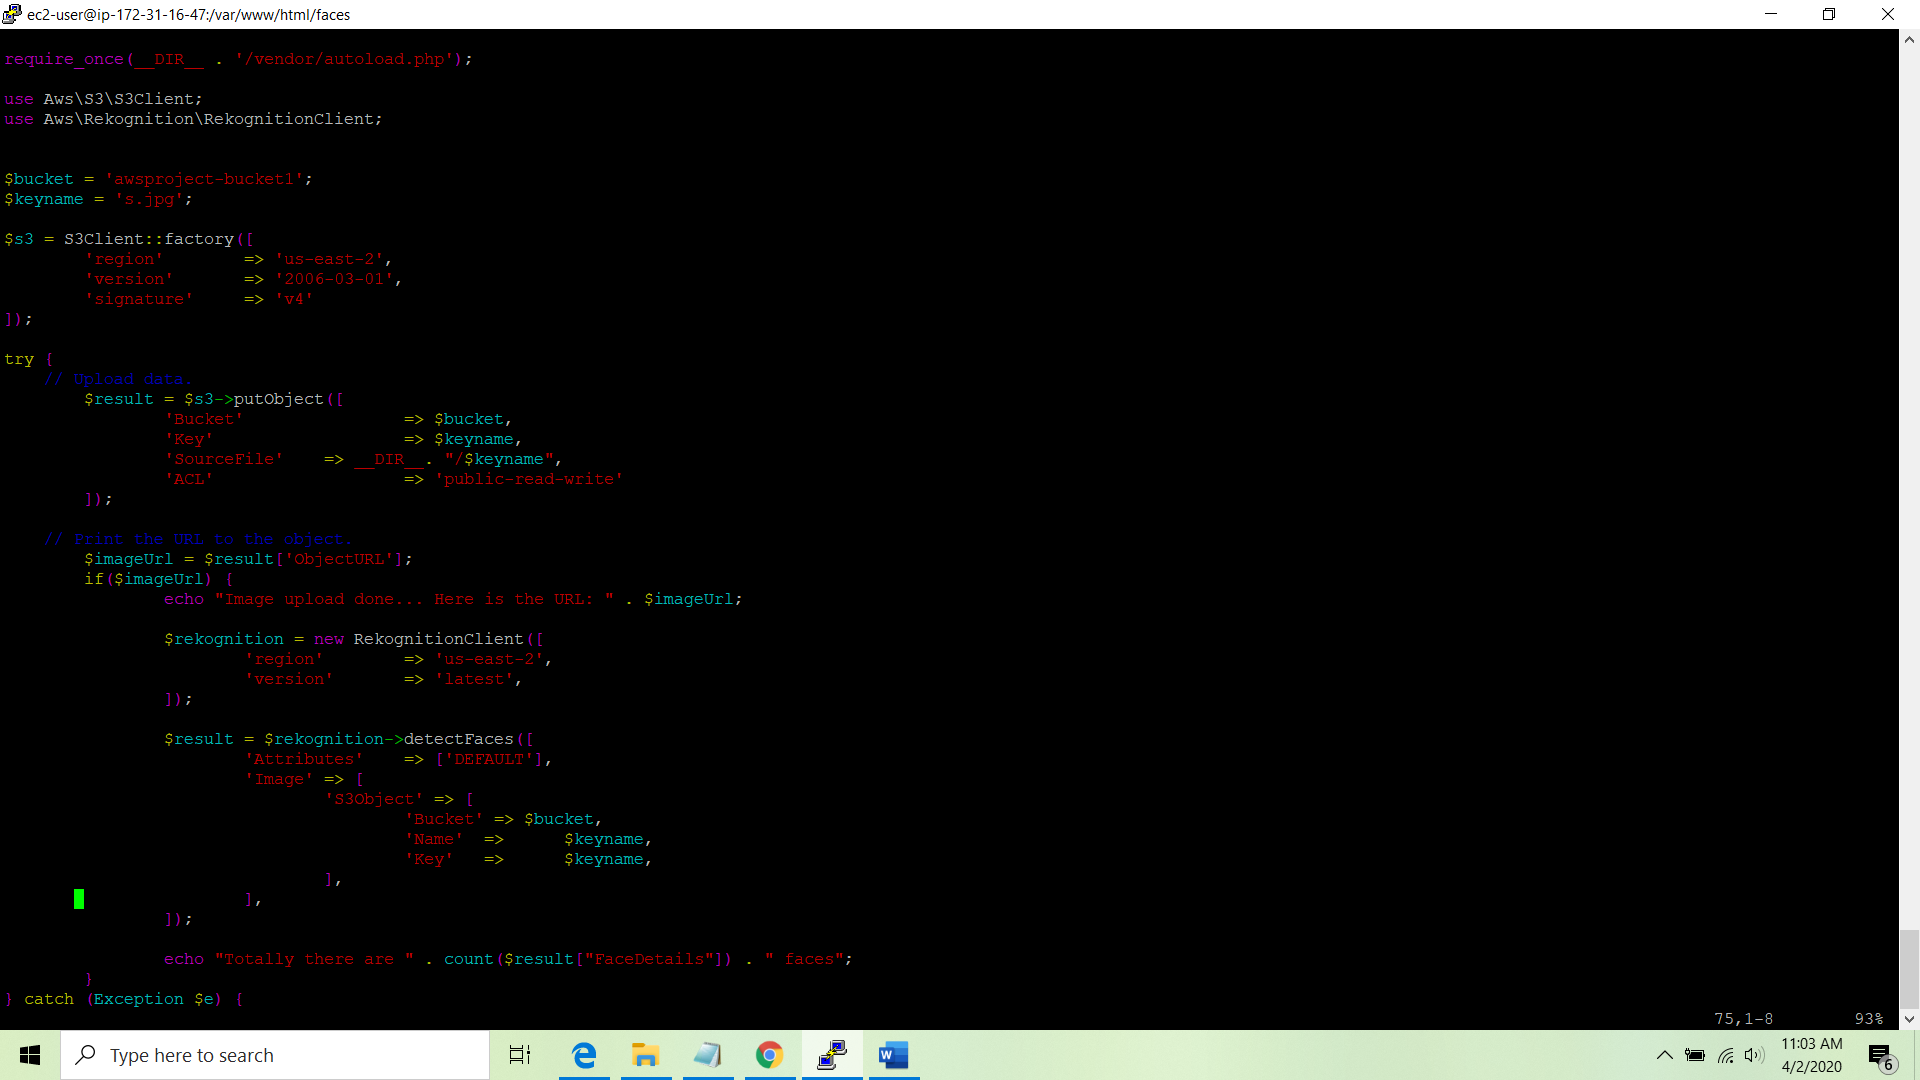 ec2-user@ip-172-31-16-47:/var/www/html/faces
require_once(__DIR__ . '/vendor/autoload.php');
use Aws\S3\S3Client;
use Aws\Rekognition\RekognitionClient;
$bucket = 'awsproject-bucket1';
$keyname = 's.jpg';
$s3 = S3Client::factory([
'region' => 'us-east-2',
'version' => '2006-03-01',
'signature' => 'v4'
]);
try {
// Upload data.
$result = $s3->putObject([
'Bucket' => $bucket,
'Key' => $keyname,
'SourceFile' => __DIR__. "/$keyname",
'ACL' => 'public-read-write'
]);
// Print the URL to the object.
$imageUrl = $result['ObjectURL'];
if($imageUrl) {
echo "Image upload done... Here is the URL: " . $imageUrl;
$rekognition = new RekognitionClient([
'region' => 'us-east-2',
'version' => 'latest',
]);
$result = $rekognition->detectFaces([
'Attributes' => ['DEFAULT'],
'Image' => [
'S3Object' => [
'Bucket' => $bucket,
'Name' => $keyname,
'Key' => $keyname,
],
],
]);
echo "Totally there are " . count($result["FaceDetails"]) . " faces";
}
} catch (Exception $e) {
75,1-8 93%
Type here to search
11:03 AM
4/2/2020
6